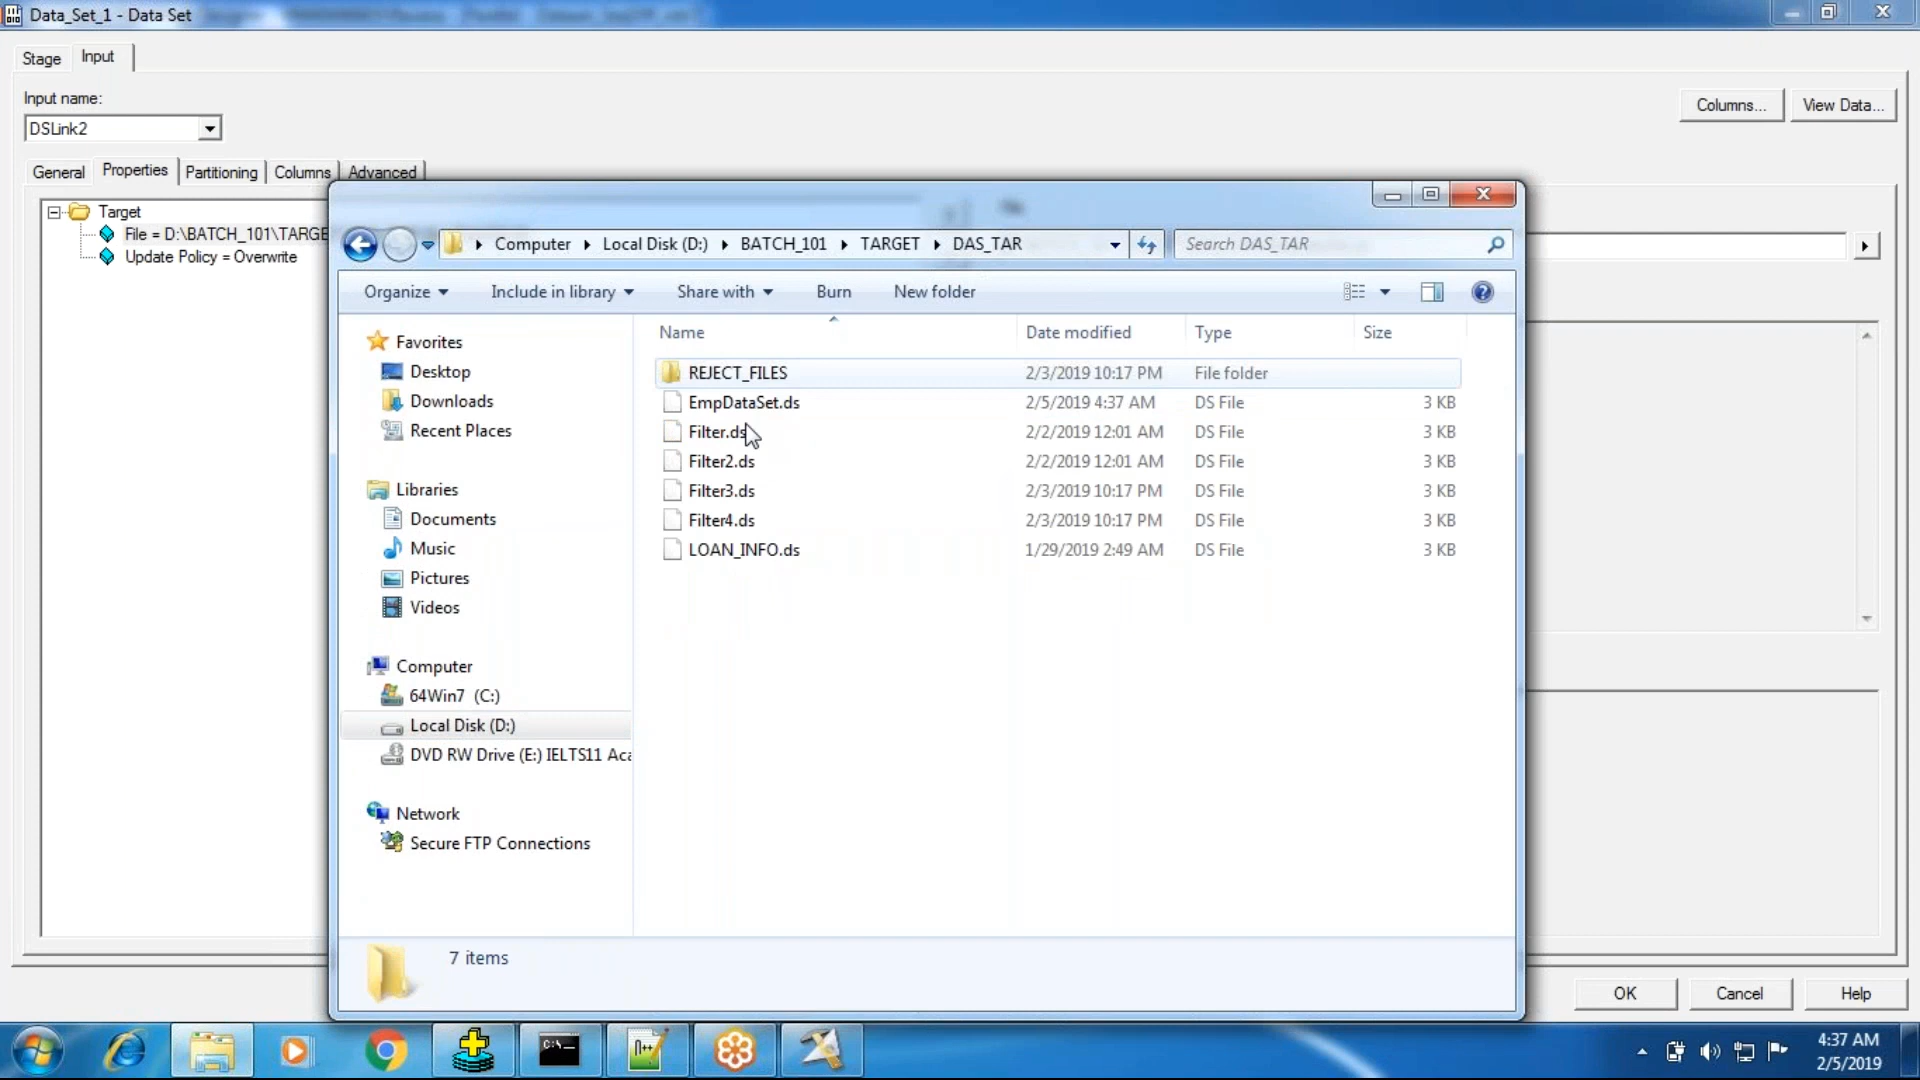 Data_Set_1 - Data Set
Stage Input
Input name:
DSLink2
Columns... View Data...
General Properties Partitioning Columns Advanced
Target
File = D:\BATCH_101\TARGE
Update Policy = Overwrite
Computer Local Disk (D:) BATCH_101 TARGET DAS_TAR
Search DAS_TAR
Organize Include in library Share with Burn New folder
Name Date modified Type Size
REJECT_FILES 2/3/2019 10:17 PM File folder
EmpDataSet.ds 2/5/2019 4:37 AM DS File 3 KB
Filter.ds 2/2/2019 12:01 AM DS File 3 KB
Filter2.ds 2/2/2019 12:01 AM DS File 3 KB
Filter3.ds 2/3/2019 10:17 PM DS File 3 KB
Filter4.ds 2/3/2019 10:17 PM DS File 3 KB
LOAN_INFO.ds 1/29/2019 2:49 AM DS File 3 KB
Favorites
Desktop
Downloads
Recent Places
Libraries
Documents
Music
Pictures
Videos
Computer
64Win7 (C:)
Local Disk (D:)
DVD RW Drive (E:) IELTS11 Aca
Network
Secure FTP Connections
7 items
OK Cancel Help
4:37 AM
2/5/2019